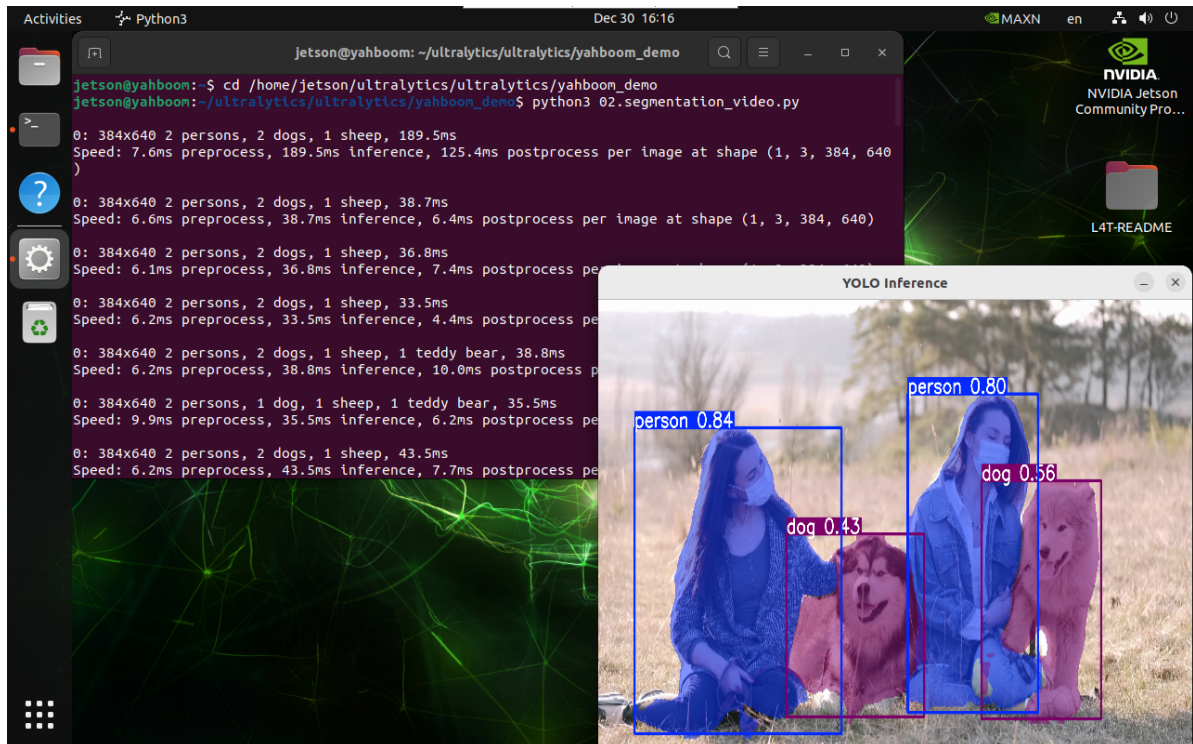 Activities Python3 Dec 30 16:16 MAXN en
jetson@yahboom: ~/ultralytics/ultralytics/yahboom_demo
jetson@yahboom:~$ cd /home/jetson/ultralytics/ultralytics/yahboom_demo
jetson@yahboom:~/ultralytics/ultralytics/yahboom_demo$ python3 02.segmentation_video.py
0: 384x640 2 persons, 2 dogs, 1 sheep, 189.5ms
Speed: 7.6ms preprocess, 189.5ms inference, 125.4ms postprocess per image at shape (1, 3, 384, 640
)
0: 384x640 2 persons, 2 dogs, 1 sheep, 38.7ms
Speed: 6.6ms preprocess, 38.7ms inference, 6.4ms postprocess per image at shape (1, 3, 384, 640)
0: 384x640 2 persons, 2 dogs, 1 sheep, 36.8ms
Speed: 6.1ms preprocess, 36.8ms inference, 7.4ms postprocess
0: 384x640 2 persons, 2 dogs, 1 sheep, 33.5ms
Speed: 6.2ms preprocess, 33.5ms inference, 4.4ms postprocess pe
0: 384x640 2 persons, 2 dogs, 1 sheep, 1 teddy bear, 38.8ms
Speed: 6.2ms preprocess, 38.8ms inference, 10.0ms postprocess p
0: 384x640 2 persons, 1 dog, 1 sheep, 1 teddy bear, 35.5ms
Speed: 9.9ms preprocess, 35.5ms inference, 6.2ms postprocess pe
0: 384x640 2 persons, 2 dogs, 1 sheep, 43.5ms
Speed: 6.2ms preprocess, 43.5ms inference, 7.7ms postprocess pe
NVIDIA.
NVIDIA Jetson
Community Pro...
L4T-README
YOLO Inference
person 0.80
person 0.84
dog 0.56
dog 0.43